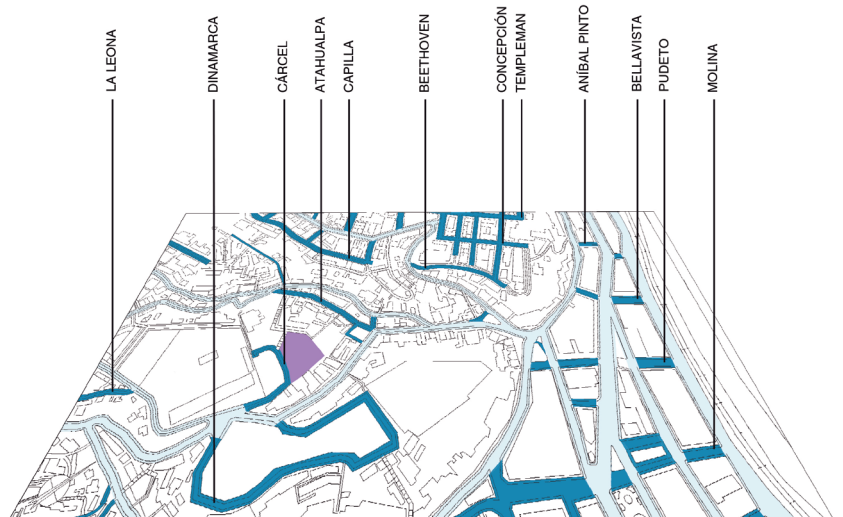 LA LEONA
DINAMARCA
CÁRCEL
ATAHUALPA
CAPILLA
BEETHOVEN
CONCEPCIÓN
TEMPLEMAN
ANÍBAL PINTO
BELLAVISTA
PUDETO
MOLINA